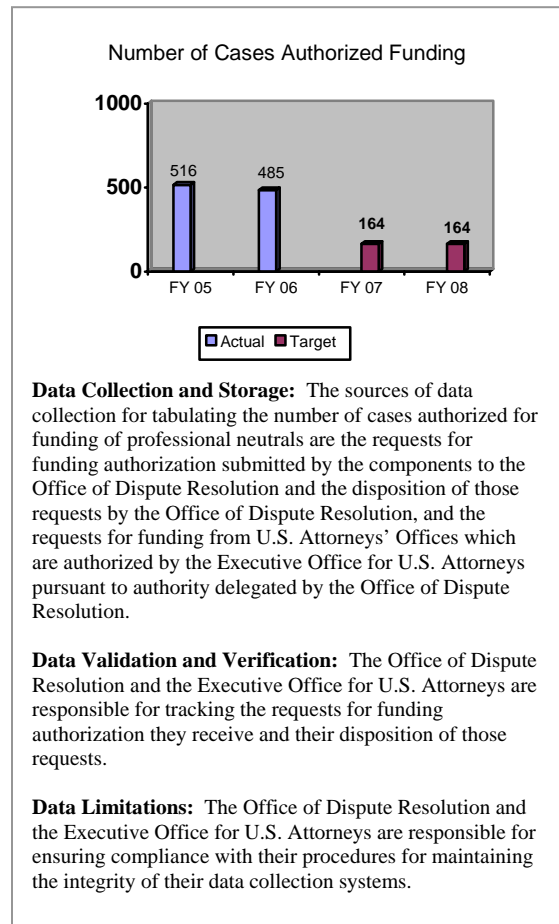 Number of Cases Authorized Funding
1000
500
0
516
485
164
164
FY 05
FY 06
FY 07
FY 08
Actual
Target
Data Collection and Storage: The sources of data
collection for tabulating the number of cases authorized for
funding of professional neutrals are the requests for
funding authorization submitted by the components to the
Office of Dispute Resolution and the disposition of those
requests by the Office of Dispute Resolution, and the
requests for funding from U.S. Attorneys’ Offices which
are authorized by the Executive Office for U.S. Attorneys
pursuant to authority delegated by the Office of Dispute
Resolution.
Data Validation and Verification: The Office of Dispute
Resolution and the Executive Office for U.S. Attorneys are
responsible for tracking the requests for funding
authorization they receive and their disposition of those
requests.
Data Limitations: The Office of Dispute Resolution and
the Executive Office for U.S. Attorneys are responsible for
ensuring compliance with their procedures for maintaining
the integrity of their data collection systems.